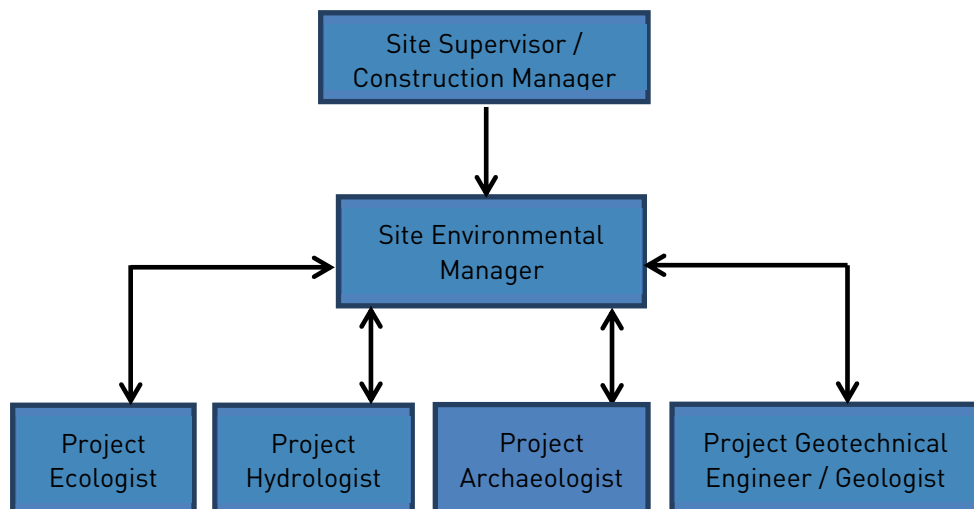 Site Supervisor /
Construction Manager
Site Environmental
Manager
Project
Ecologist
Project
Hydrologist
Project
Archaeologist
Project Geotechnical
Engineer / Geologist